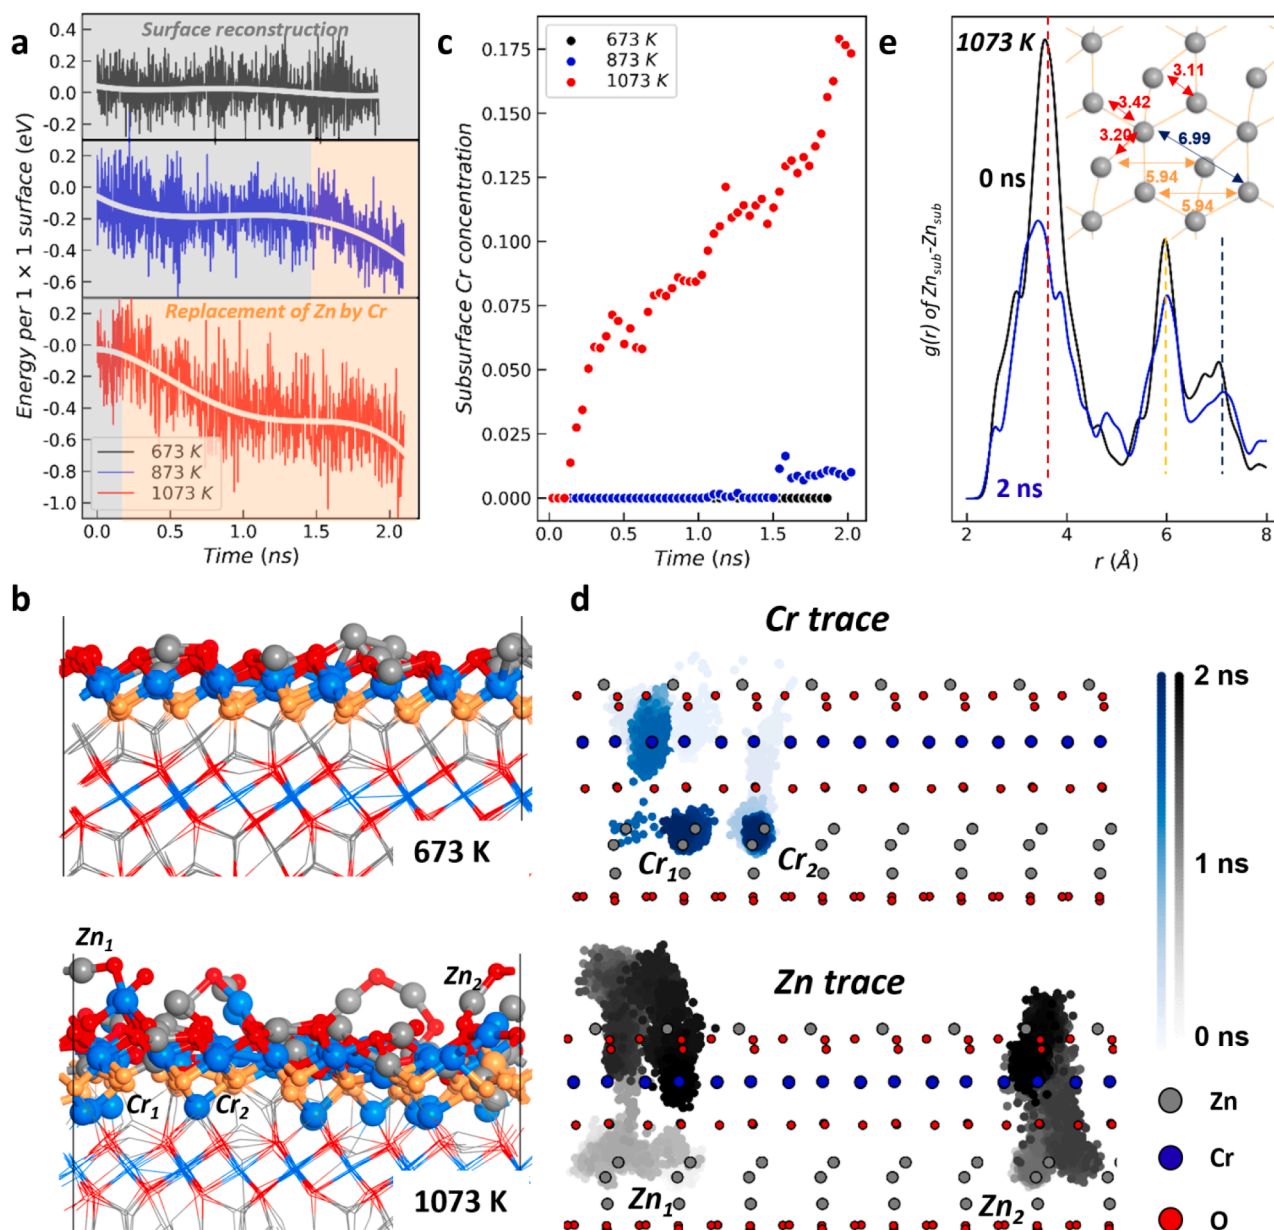 a
Surface reconstruction
Energy per 1 × 1 surface (eV)
0.4
0.2
0.0
-0.2
0.2
0.0
-0.2
-0.4
-0.6
Replacement of Zn by Cr
0.2
-0.0
-0.2
-0.4
-0.6
-0.8
-1.0
673 K
873 K
1073 K
0.0
0.5
1.0
1.5
2.0
Time (ns)
c
673 K
873 K
1073 K
Subsurface Cr concentration
0.175
0.150
0.125
0.100
0.075
0.050
0.025
0.000
0.0
0.5
1.0
1.5
2.0
Time (ns)
e
1073 K
0 ns
2 ns
g(r) of Znsub-Znsub
3.11
3.42
3.20
6.99
5.94
5.94
2
4
6
8
r (Å)
b
673 K
Zn1
Zn2
Cr1
Cr2
1073 K
d
Cr trace
Cr1
Cr2
Zn trace
Zn1
Zn2
2 ns
1 ns
0 ns
Zn
Cr
O